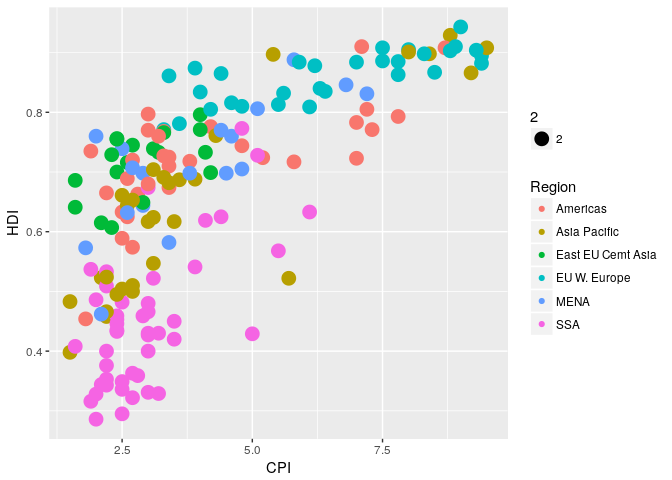 HDI
0.8
0.6
0.4
2.5
5.0
7.5
CPI
2
2
Region
Americas
Asia Pacific
East EU Cemt Asia
EU W. Europe
MENA
SSA